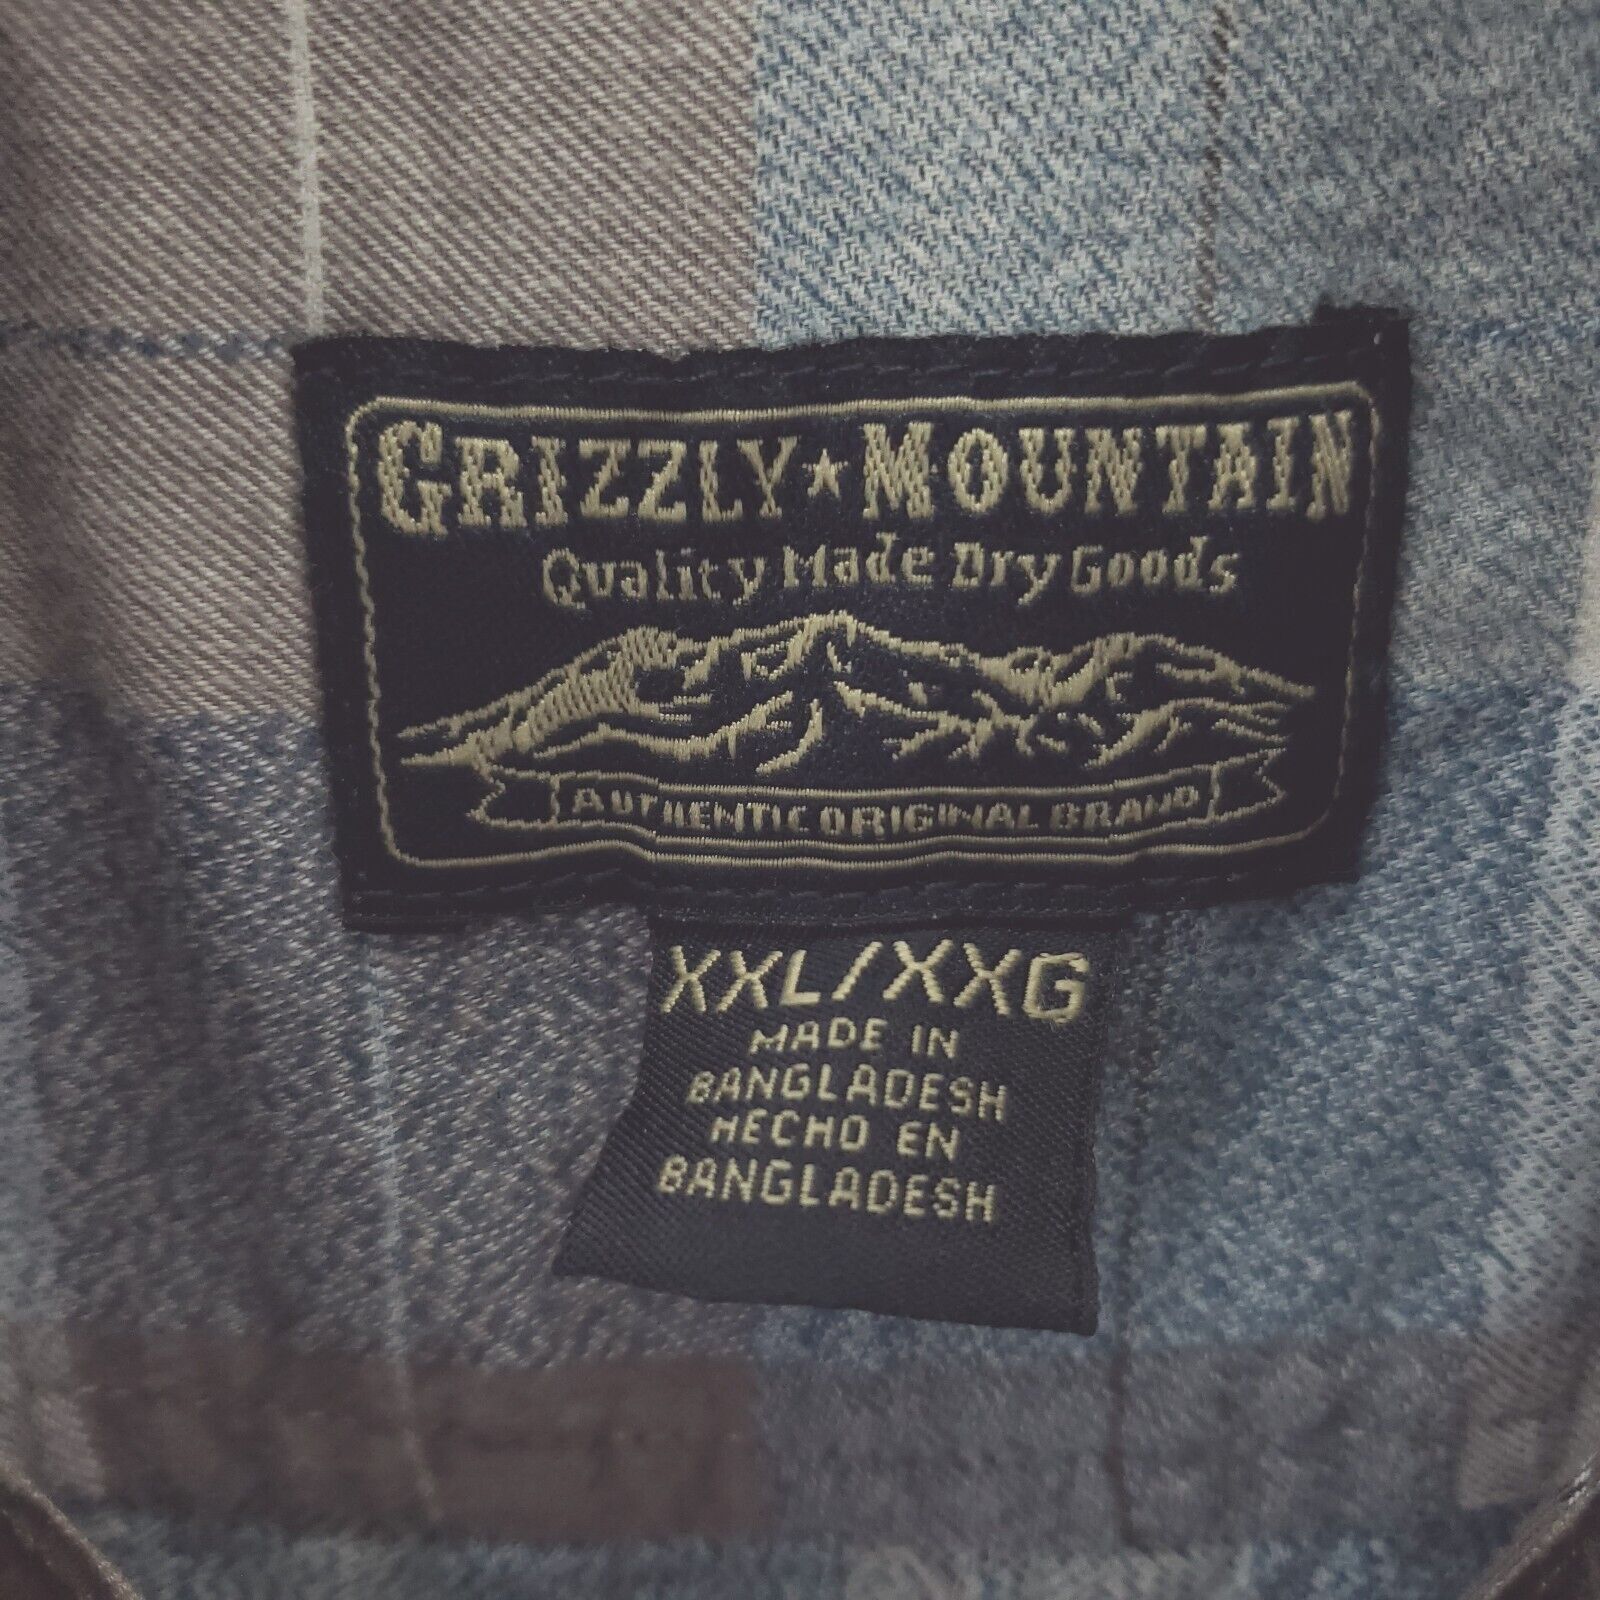 GRIZZLY★MOUNTAIN
Quality Made Dry Goods
AUTHENTIC ORIGINAL BRAND
XXL/XXG
MADE IN
BANGLADESH
HECHO EN
BANGLADESH